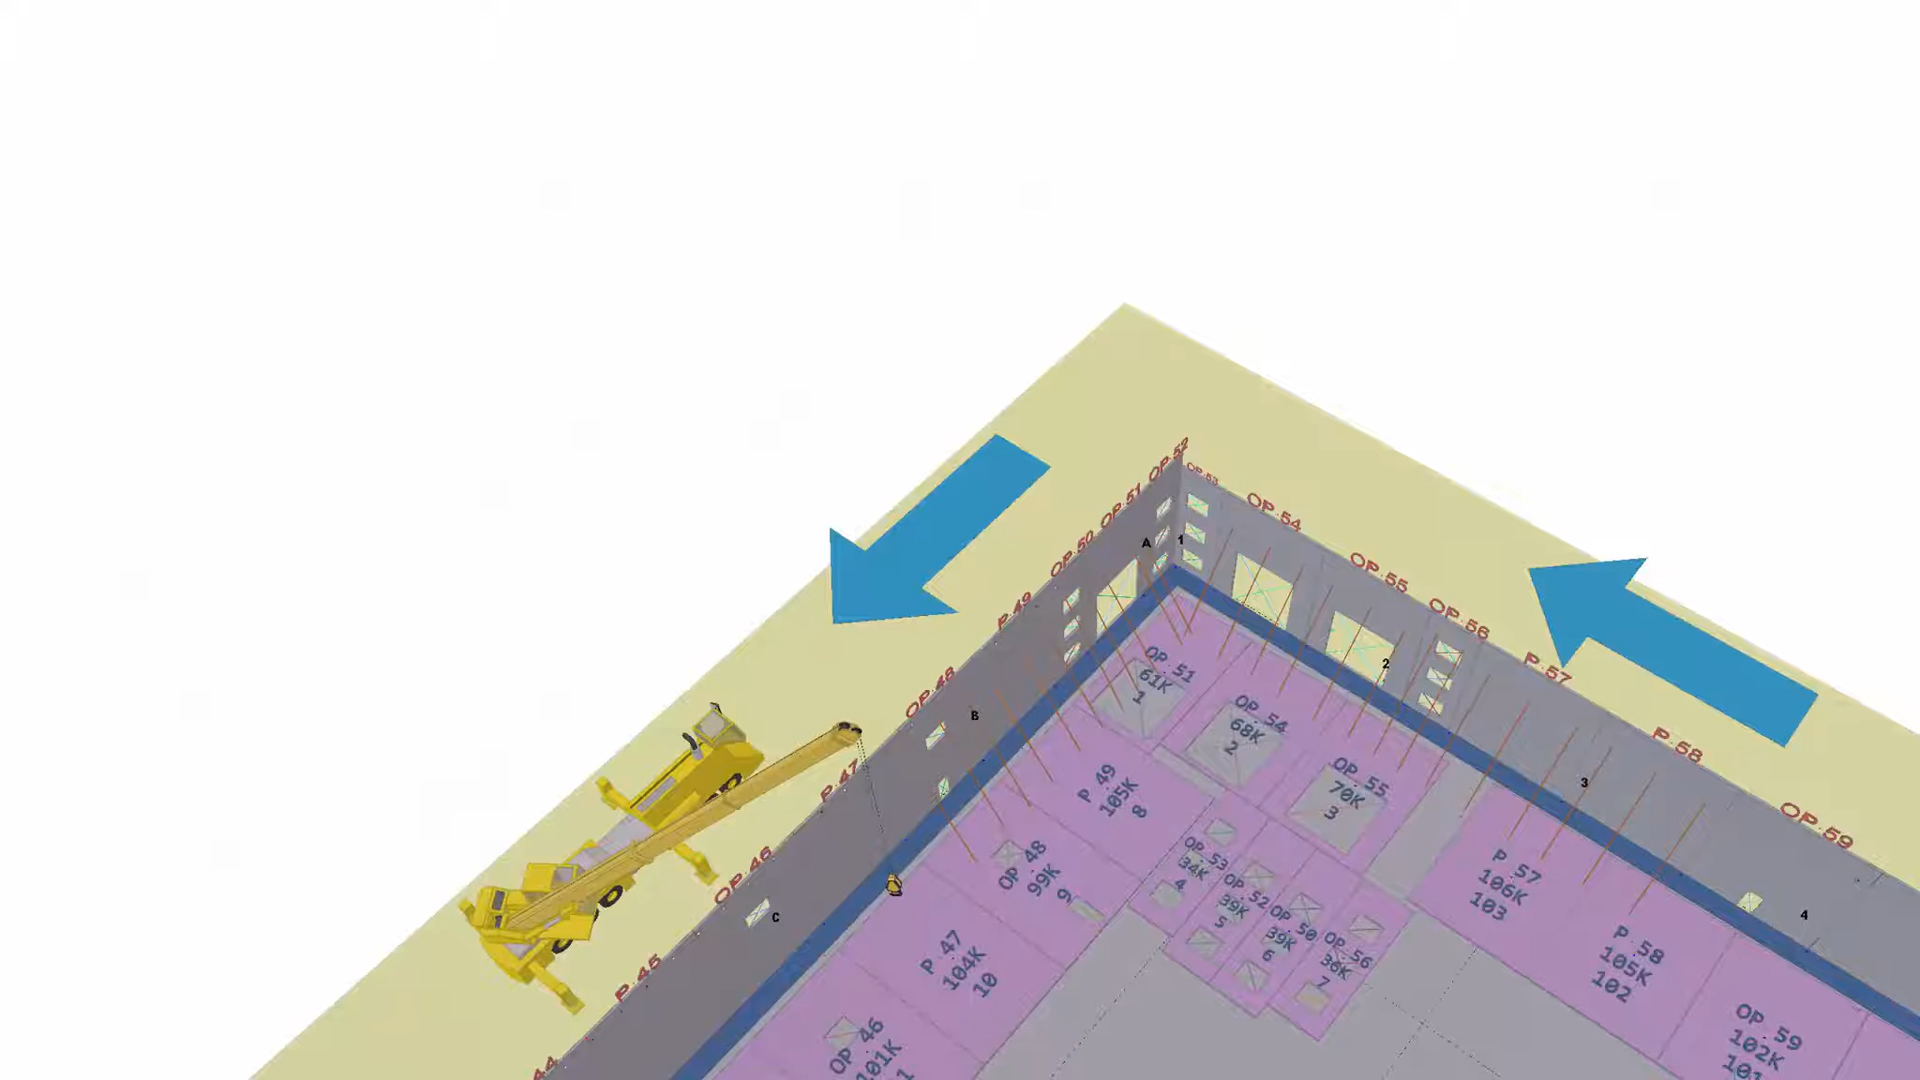 OP.52
OP.53
OP.51
OP.54
OP.50
OP.55
P.49
OP.56
OP.48
P.57
P.47
P.58
OP.46
OP.59
P.45
44
A
1
B
2
C
3
4
OP 51
61K
1
OP 54
68K
2
OP 55
70K
3
P 49
105K
8
OP 48
99K
9
OP 53
34K
4
OP 52
39K
5
OP 50
39K
6
OP 56
36K
7
P 47
104K
10
OP 46
101K
P 57
106K
103
P 58
105K
102
OP 59
102K
101